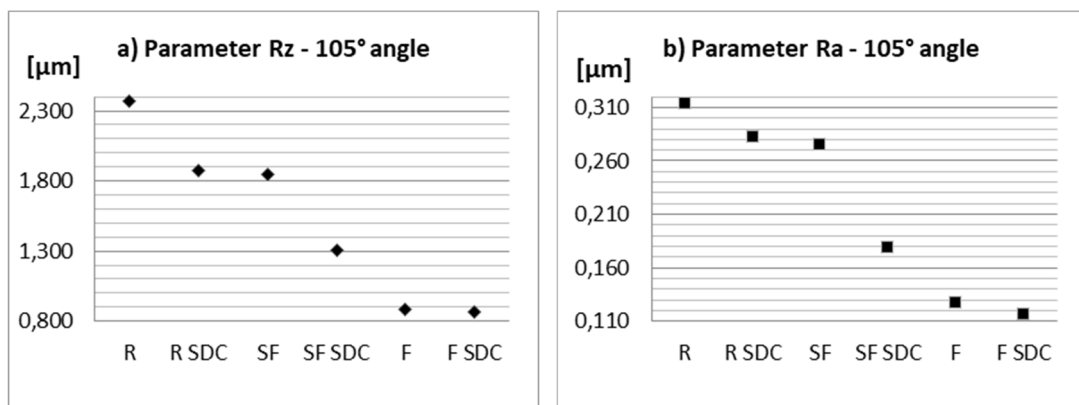 a) Parameter Rz - 105° angle
[μm]
2,300
1,800
1,300
0,800
R R SDC SF SF SDC F F SDC
b) Parameter Ra - 105° angle
[μm]
0,310
0,260
0,210
0,160
0,110
R R SDC SF SF SDC F F SDC